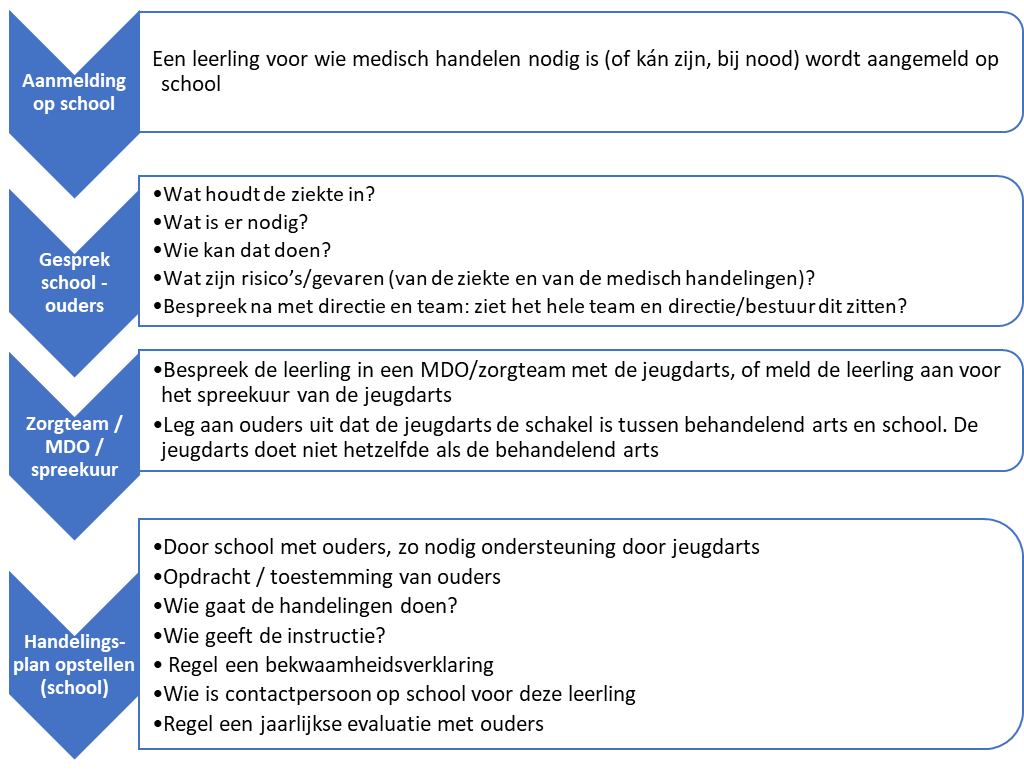 Aanmelding
op school
Een leerling voor wie medisch handelen nodig is (of kán zijn, bij nood) wordt aangemeld op
school
Gesprek
school -
ouders
•Wat houdt de ziekte in?
•Wat is er nodig?
•Wie kan dat doen?
•Wat zijn risico’s/gevaren (van de ziekte en van de medisch handelingen)?
•Bespreek na met directie en team: ziet het hele team en directie/bestuur dit zitten?
Zorgteam /
MDO /
spreekuur
•Bespreek de leerling in een MDO/zorgteam met de jeugdarts, of meld de leerling aan voor
het spreekuur van de jeugdarts
•Leg aan ouders uit dat de jeugdarts de schakel is tussen behandelend arts en school. De
jeugdarts doet niet hetzelfde als de behandelend arts
Handelings-
plan opstellen
(school)
•Door school met ouders, zo nodig ondersteuning door jeugdarts
•Opdracht / toestemming van ouders
•Wie gaat de handelingen doen?
•Wie geeft de instructie?
• Regel een bekwaamheidsverklaring
•Wie is contactpersoon op school voor deze leerling
•Regel een jaarlijkse evaluatie met ouders